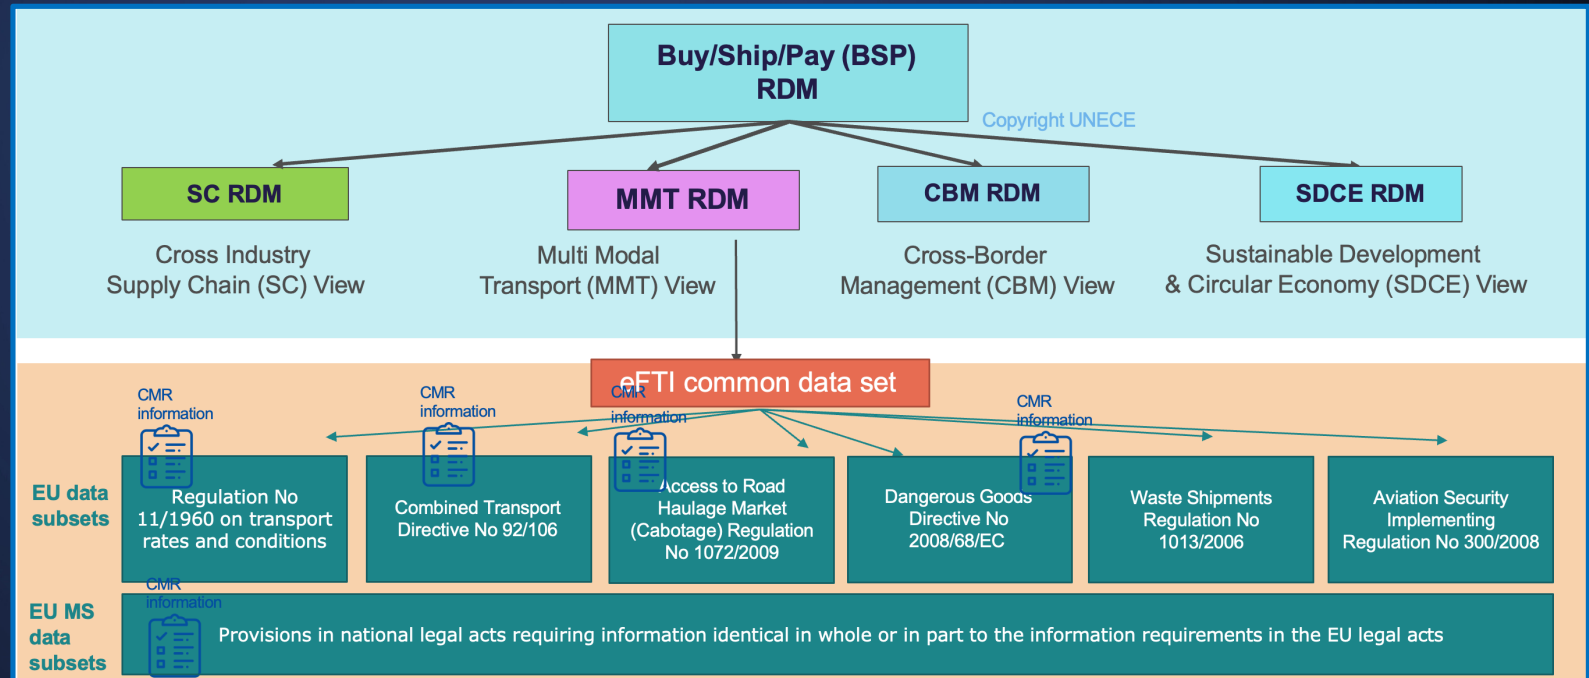 Buy/Ship/Pay (BSP)
RDM
Copyright UNECE
SC RDM
MMT RDM
CBM RDM
SDCE RDM
Cross Industry
Supply Chain (SC) View
Multi Modal
Transport (MMT) View
Cross-Border
Management (CBM) View
Sustainable Development
& Circular Economy (SDCE) View
eFTI common data set
CMR
information
CMR
information
CMR
information
CMR
information
EU data
subsets
Regulation No
11/1960 on transport
rates and conditions
Combined Transport
Directive No 92/106
Access to Road
Haulage Market
(Cabotage) Regulation
No 1072/2009
Dangerous Goods
Directive No
2008/68/EC
Waste Shipments
Regulation No
1013/2006
Aviation Security
Implementing
Regulation No 300/2008
CMR
information
EU MS
data
subsets
Provisions in national legal acts requiring information identical in whole or in part to the information requirements in the EU legal acts